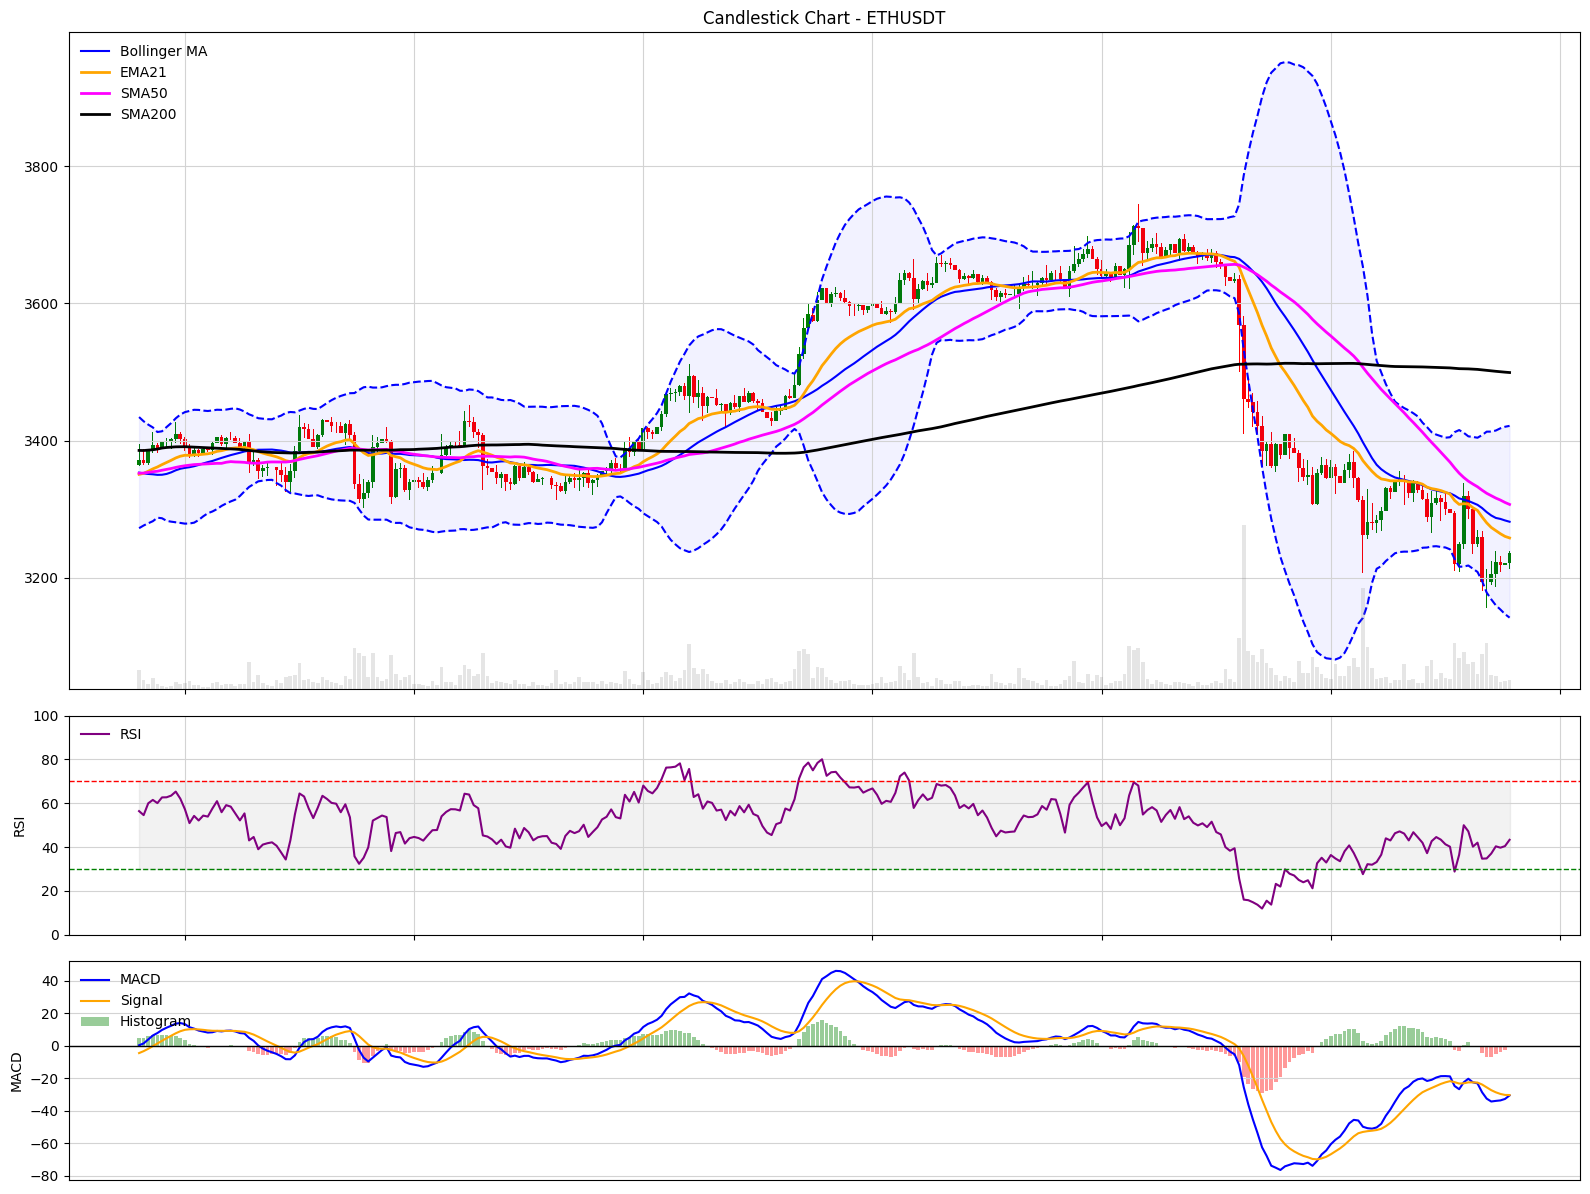 Candlestick Chart - ETHUSDT
Bollinger MA
EMA21
SMA50
SMA200
3800
3600
3400
3200
100
RSI
80
60
RSI
40
20
0
MACD
40
Signal
20
Histogram
0
MACD
−20
−40
−60
−80